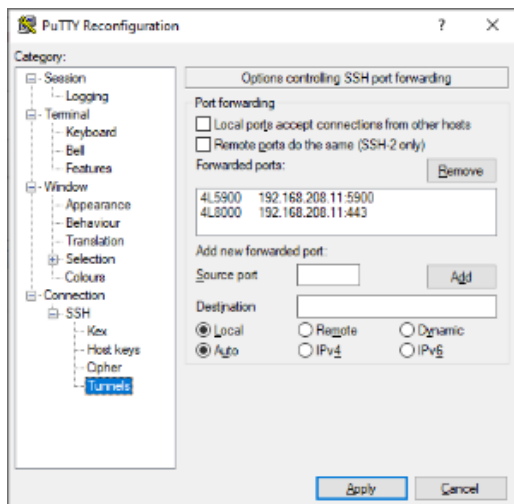 PuTTY Reconfiguration ? ×
Category:
Session
Logging
Terminal
Keyboard
Bell
Features
Window
Appearance
Behaviour
Translation
Selection
Colours
Connection
SSH
Kex
Host keys
Cipher
Tunnels
Options controlling SSH port forwarding
Port forwarding
Local ports accept connections from other hosts
Remote ports do the same (SSH-2 only)
Forwarded ports:
Remove
4L5900 192.168.208.11:5900
4L8000 192.168.208.11:443
Add new forwarded port:
Source port
Add
Destination
Local Remote Dynamic
Auto IPv4 IPv6
Apply Cancel